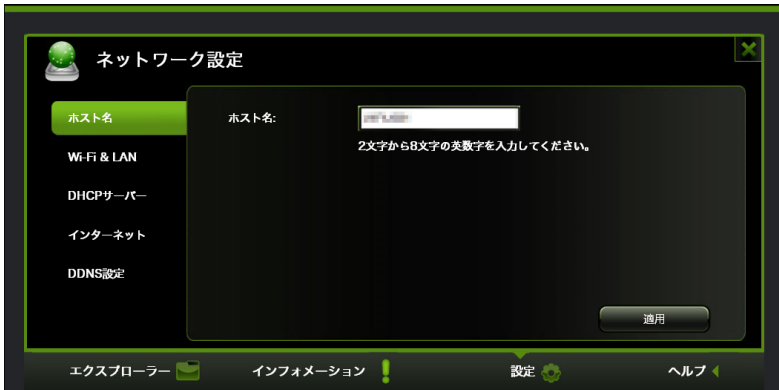 ネットワーク設定
ホスト名
Wi-Fi & LAN
DHCPサーバー
インターネット
DDNS設定
ホスト名:
2文字から8文字の英数字を入力してください。
適用
エクスプローラー
インフォメーション
設定
ヘルプ